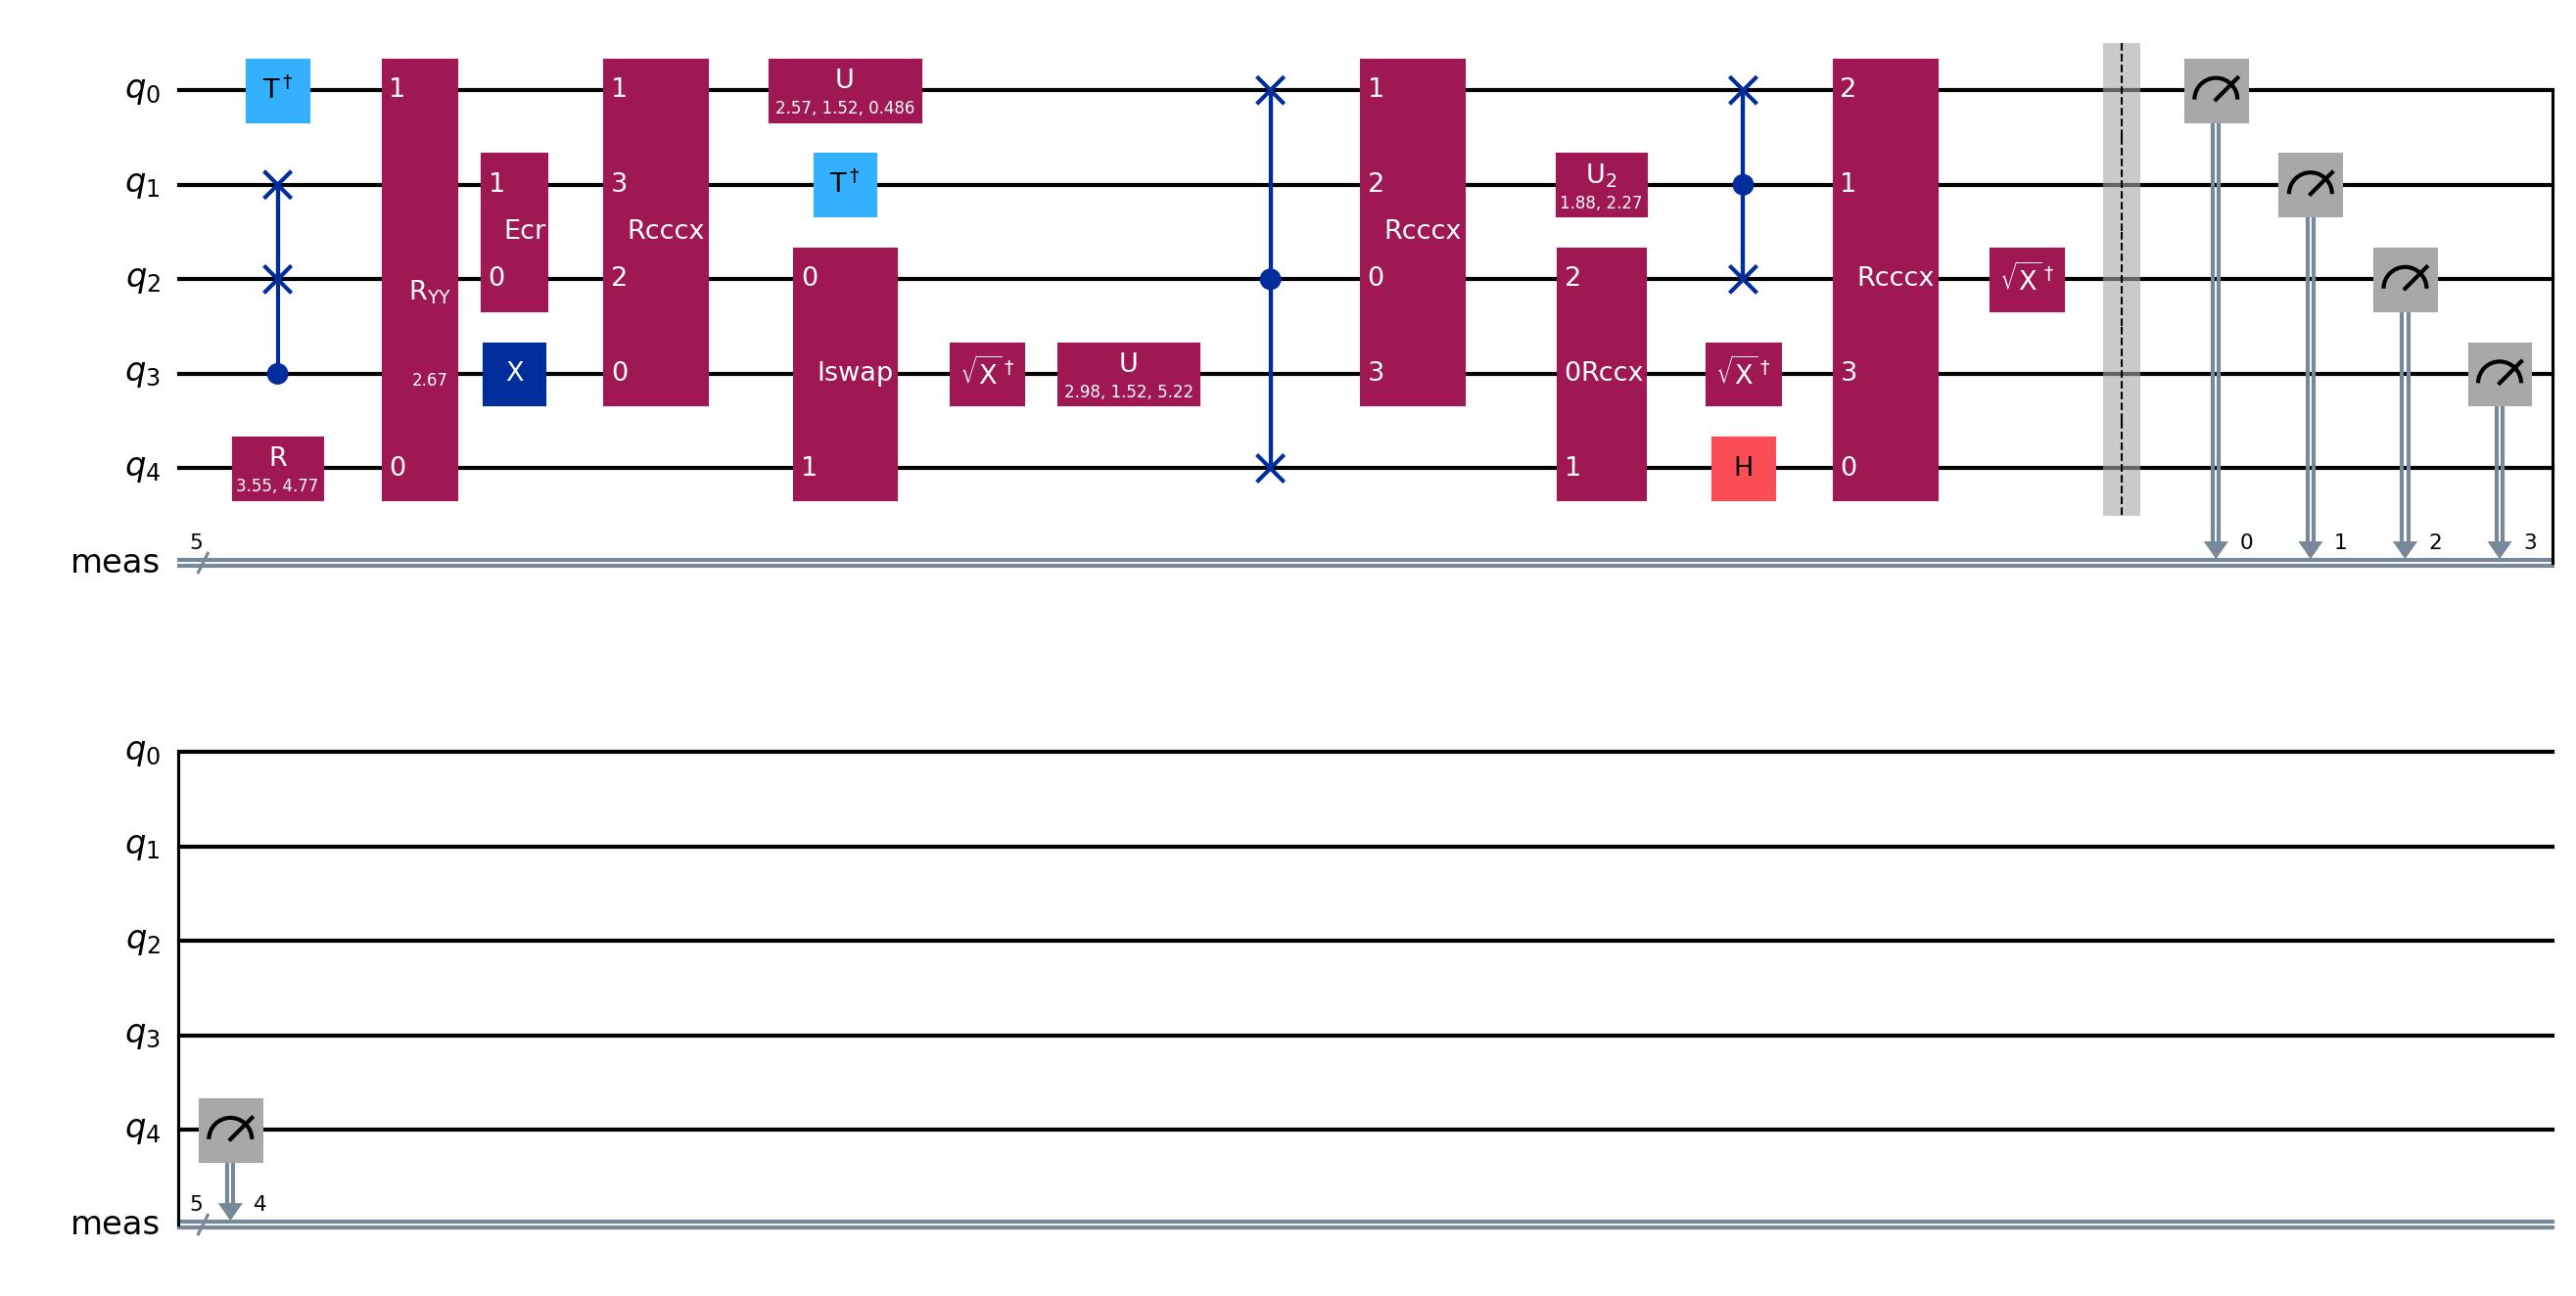 q0 T† 1 1 U 2.57, 1.52, 0.486 1 2
q1 1 3 T† 2 U2 1.88, 2.27 1
Ecr Rcccx Rcccx
q2 RYY 0 2 0 0 2 Rcccx √X†
q3 2.67 X 0 Iswap √X† U 2.98, 1.52, 5.22 3 0Rccx √X† 3
q4 R 3.55, 4.77 0 1 1 H 0
meas 5 0 1 2 3
q0
q1
q2
q3
q4
meas 5 4